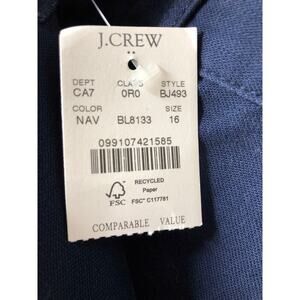 J.CREW
DEPT CLASS STYLE
CA7 0R0 BJ493
COLOR SIZE
NAV BL8133 16
099107421585
RECYCLED
Paper
FSC FSC® C117781
COMPARABLE VALUE